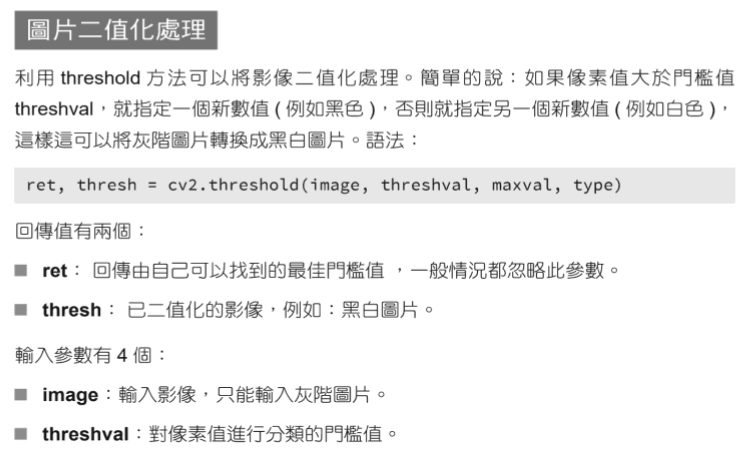 圖片二值化處理
利用 threshold 方法可以將影像二值化處理。簡單的說：如果像素值大於門檻值
threshval，就指定一個新數值 ( 例如黑色 )，否則就指定另一個新數值 ( 例如白色 )，
這樣這可以將灰階圖片轉換成黑白圖片。語法：
ret, thresh = cv2.threshold(image, threshval, maxval, type)
回傳值有兩個：
■ ret： 回傳由自己可以找到的最佳門檻值 ，一般情況都忽略此參數。
■ thresh： 已二值化的影像，例如：黑白圖片。
輸入參數有 4 個：
■ image：輸入影像，只能輸入灰階圖片。
■ threshval：對像素值進行分類的門檻值。